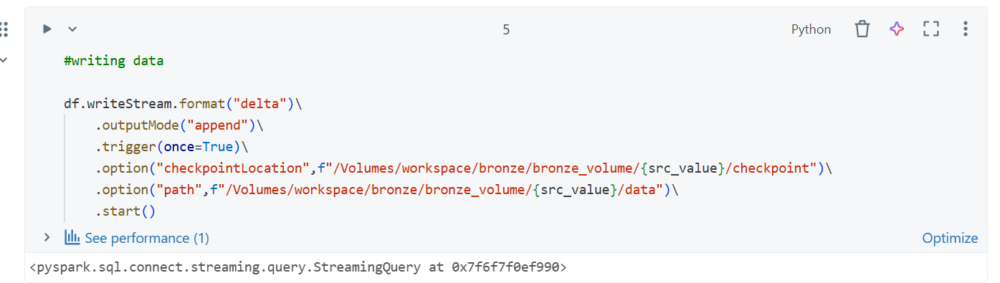 5
Python
#writing data
df.writeStream.format("delta")\
.outputMode("append")\
.trigger(once=True)\
.option("checkpointLocation",f"/Volumes/workspace/bronze/bronze_volume/{src_value}/checkpoint")\
.option("path",f"/Volumes/workspace/bronze/bronze_volume/{src_value}/data")\
.start()
See performance (1)
Optimize
<pyspark.sql.connect.streaming.query.StreamingQuery at 0x7f6f7f0ef990>